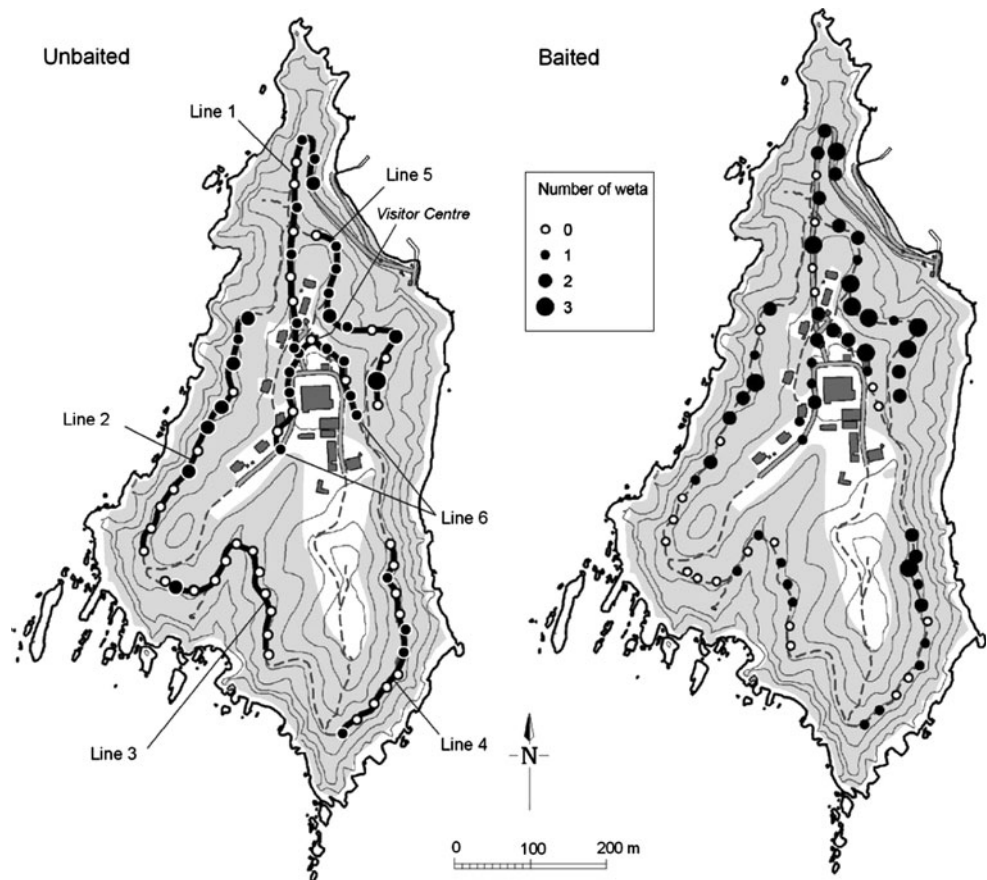 Unbaited
Baited
Line 1
Line 5
Visitor Centre
Number of weta
0
1
2
3
Line 2
Line 6
Line 3
Line 4
N
0 100 200 m